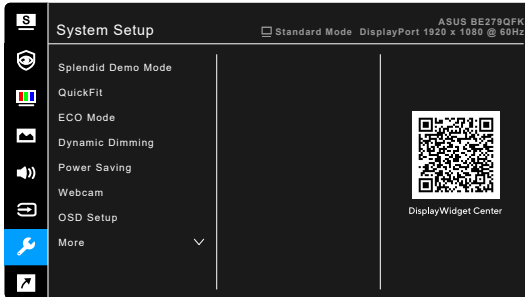 S
ASUS BE279QFK
System Setup
Standard Mode DisplayPort 1920 x 1080 @ 60Hz
Splendid Demo Mode
QuickFit
ECO Mode
Dynamic Dimming
Power Saving
Webcam
OSD Setup
More
DisplayWidget Center